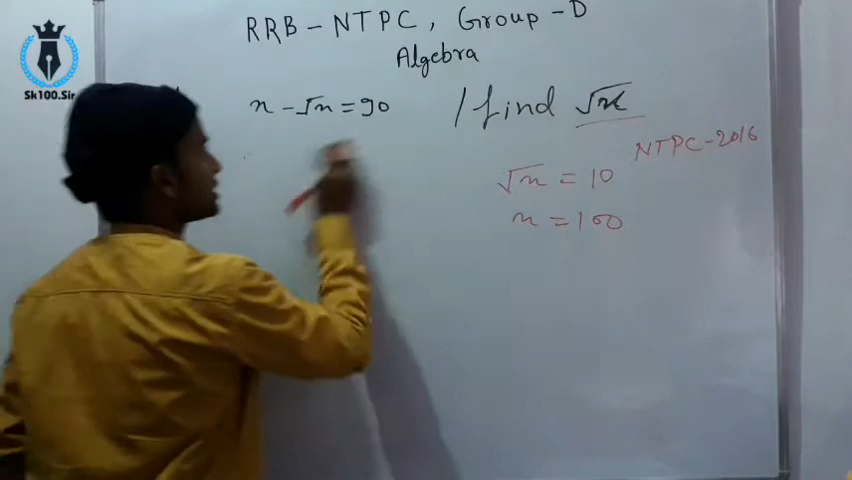 RRB - NTPC, Group - D
Algebra
Sk100.Sir
x - √x = 90 / find √x
NTPC-2016
√x = 10
x = 100